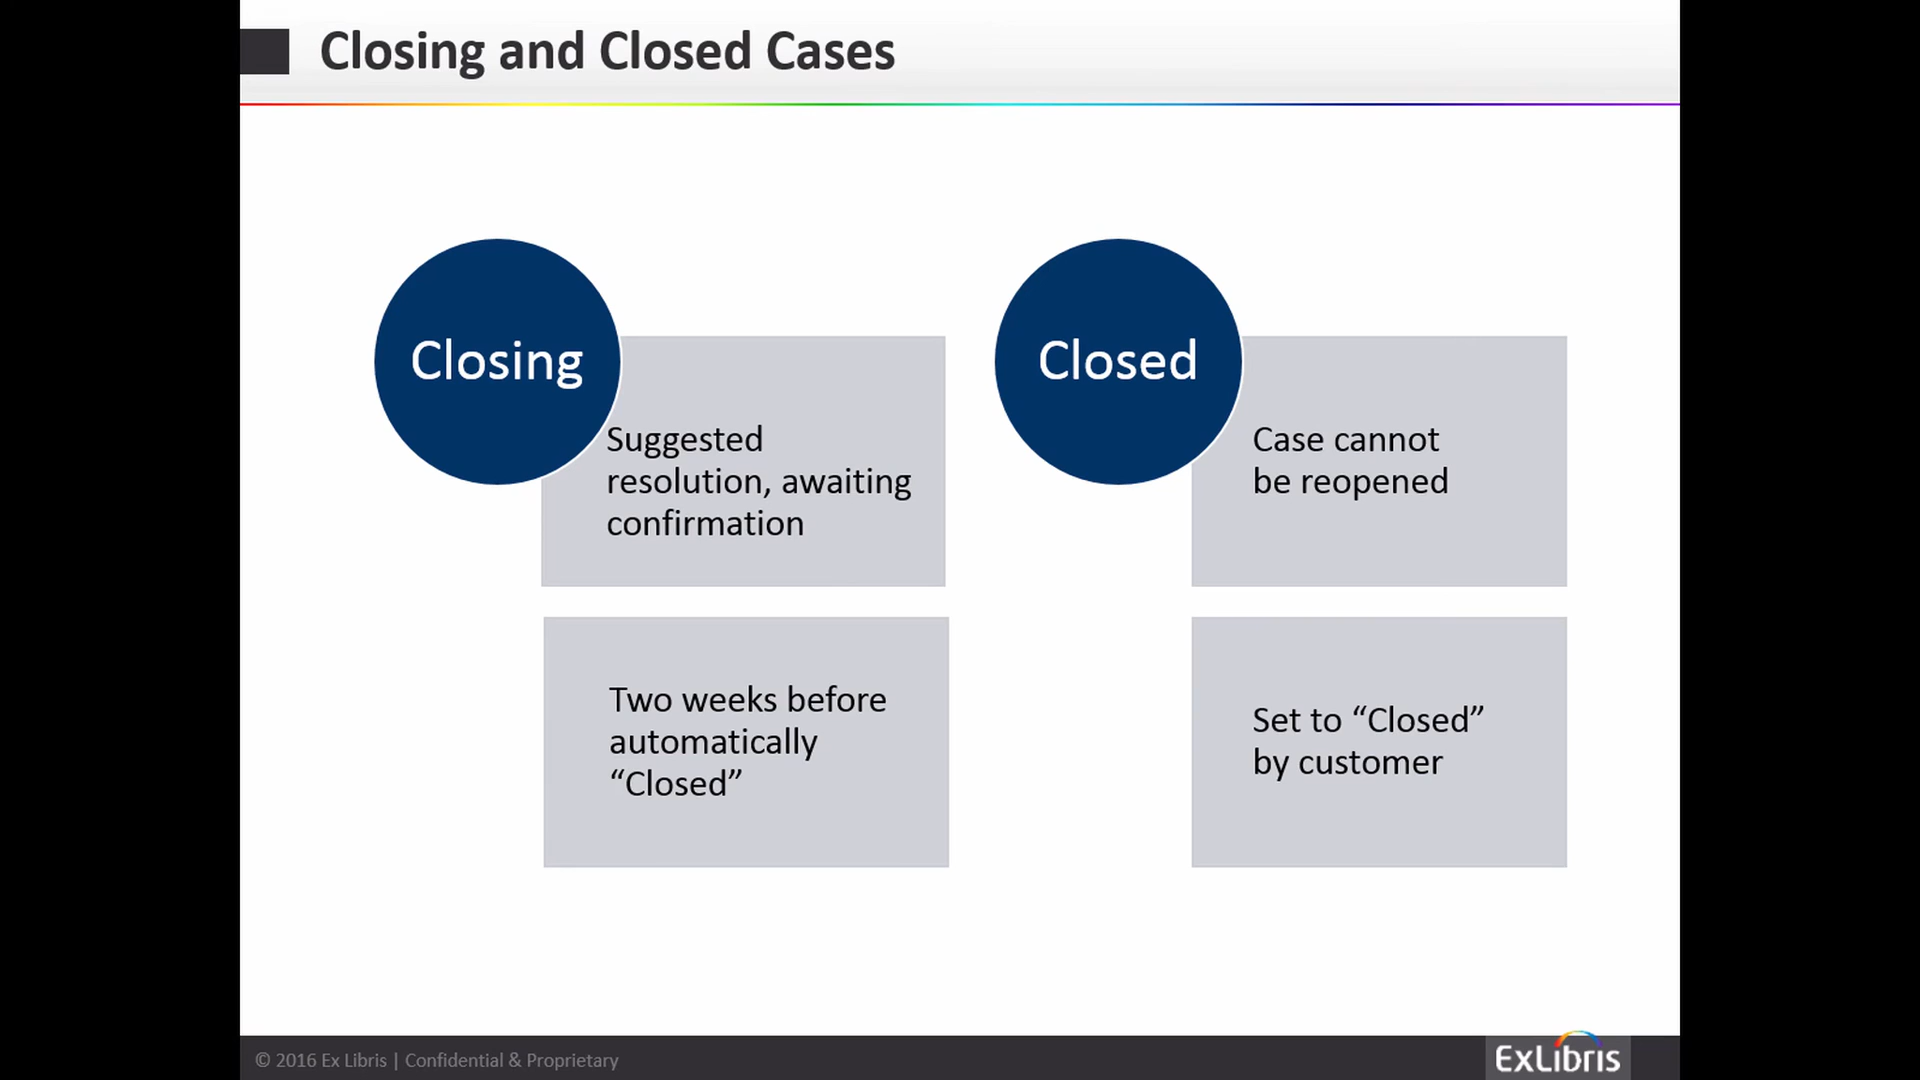 Closing and Closed Cases
Closing
Suggested
resolution, awaiting
confirmation
Two weeks before
automatically
“Closed”
Closed
Case cannot
be reopened
Set to “Closed”
by customer
© 2016 Ex Libris | Confidential & Proprietary
ExLibris